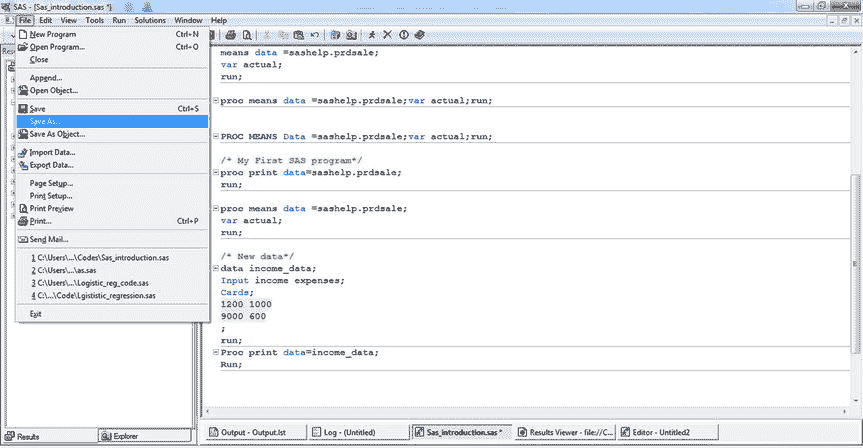 SAS - [Sas_introduction.sas *]
File Edit View Tools Run Solutions Window Help
New Program Ctrl+N
Open Program... Ctrl+O
Close
Append...
Open Object...
Save Ctrl+S
Save As...
Save As Object...
Import Data...
Export Data...
Page Setup...
Print Setup...
Print Preview
Print... Ctrl+P
Send Mail...
1 C:\Users\...\Codes\Sas_introduction.sas
2 C:\Users\...\as.sas
3 C:\Users\...\Logistic_reg_code.sas
4 C:\...\Code\Lgististic_regression.sas
Exit
means data =sashelp.prdsale;
var actual;
run;
proc means data =sashelp.prdsale;var actual;run;
PROC MEANS Data =sashelp.prdsale;var actual;run;
/* My First SAS program*/
proc print data=sashelp.prdsale;
run;
proc means data =sashelp.prdsale;
var actual;
run;
/* New data*/
data income_data;
Input income expenses;
Cards;
1200 1000
9000 600
;
run;
Proc print data=income_data;
Run;
Results Explorer
Output - Output.lst Log - (Untitled) Sas_introduction.sas * Results Viewer - file://C... Editor - Untitled2